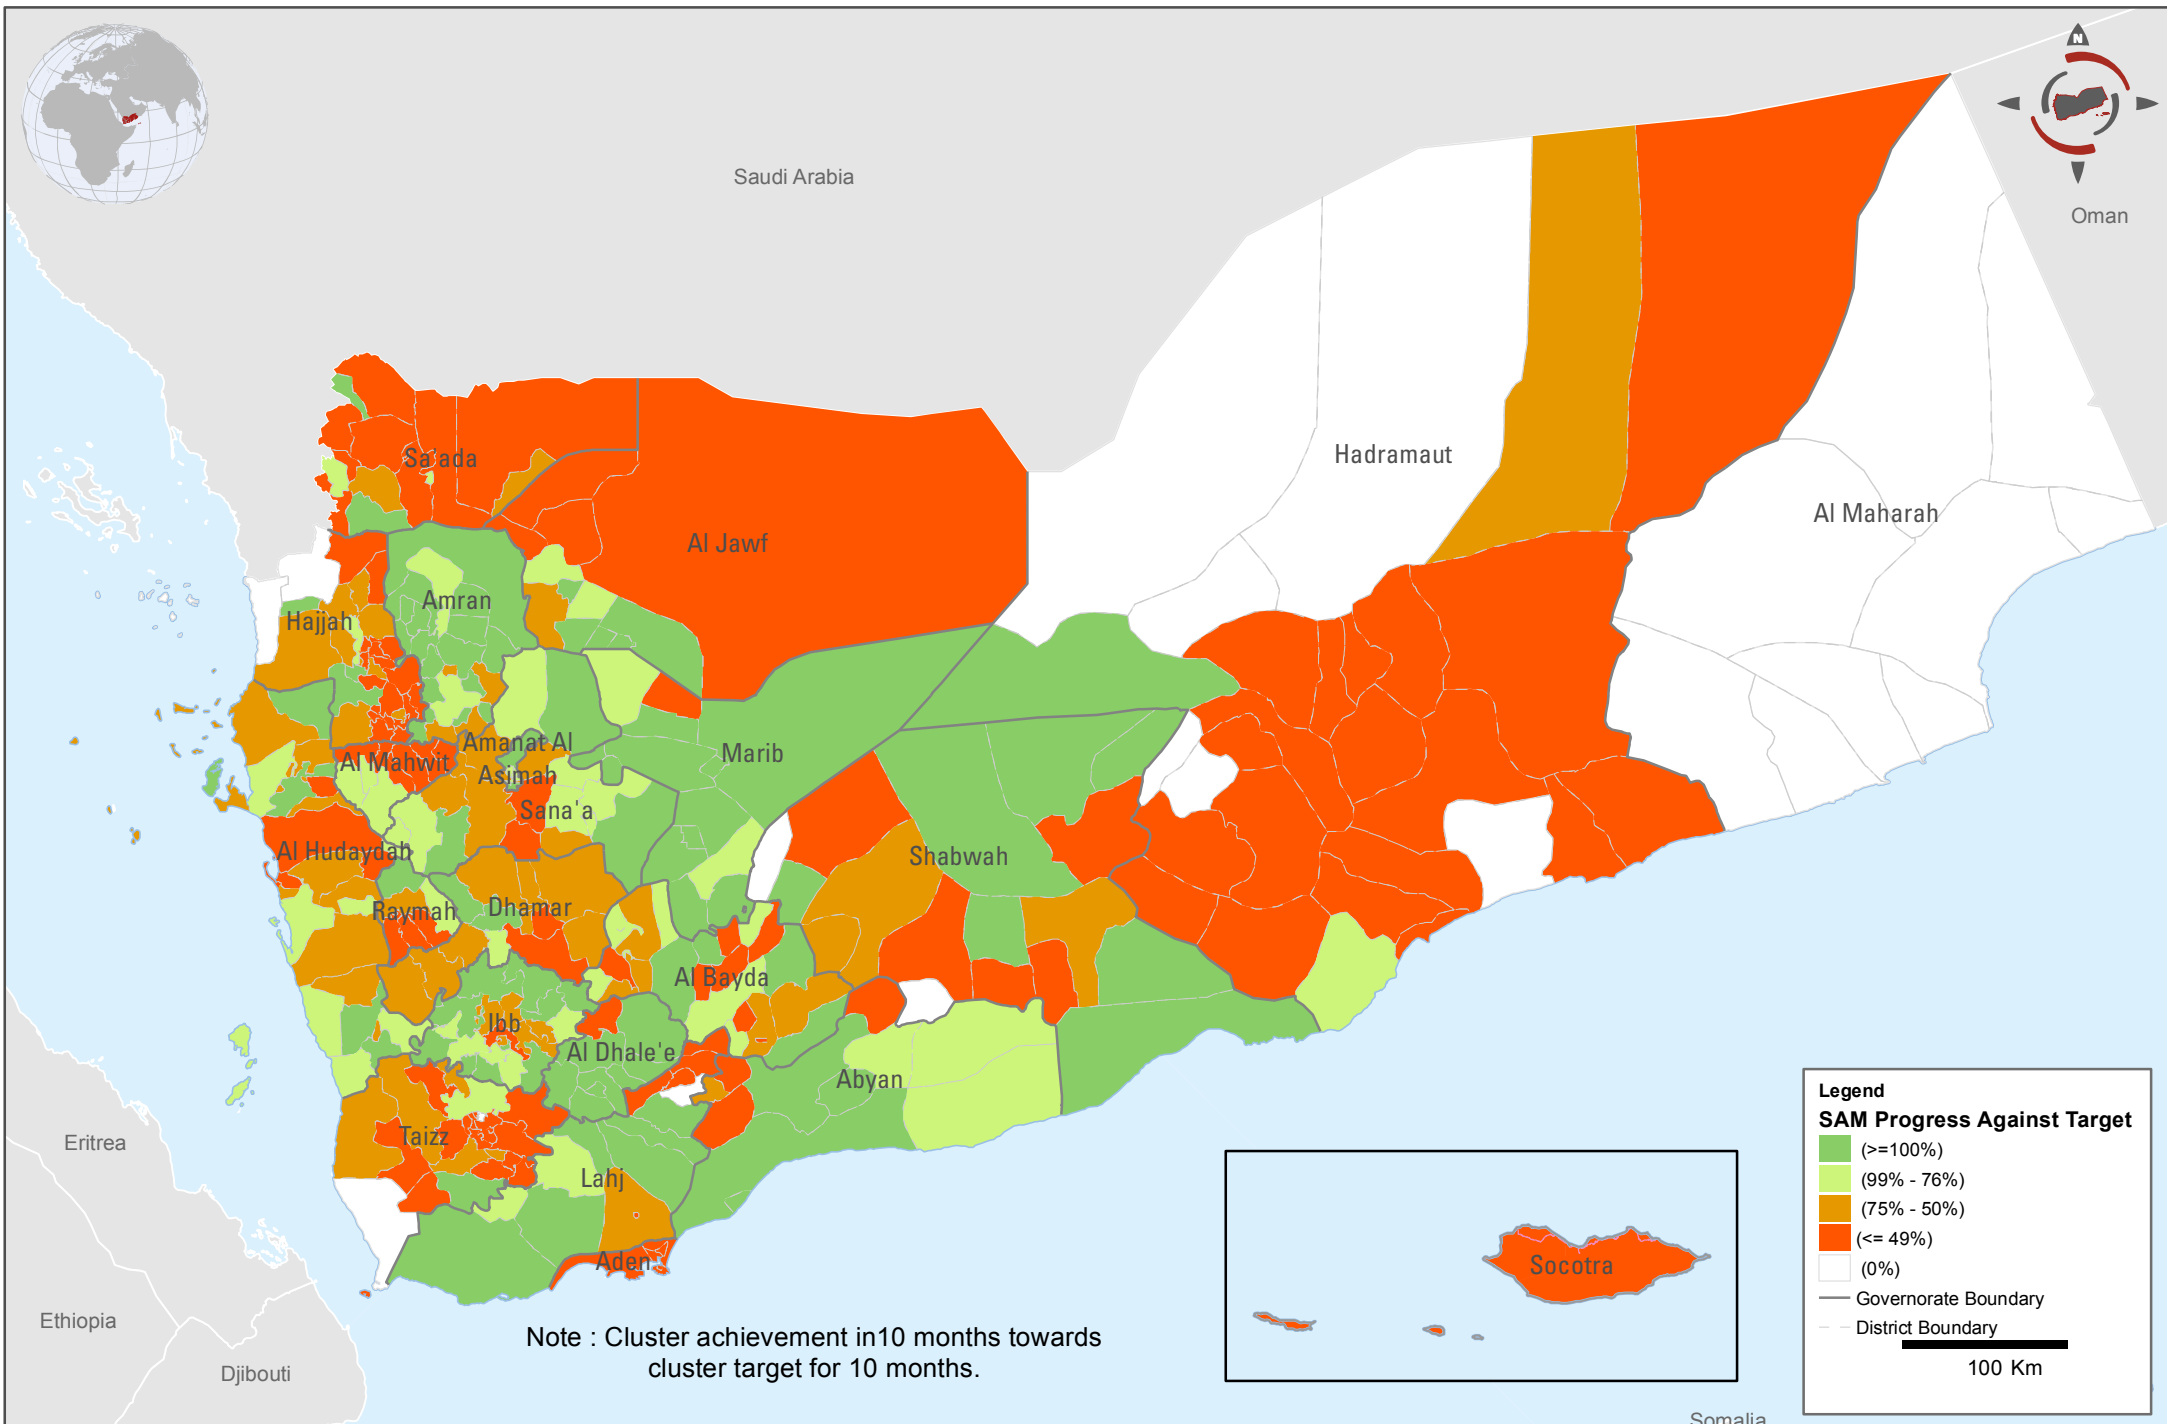 N
Saudi Arabia
Oman
Hadramaut
Sa'ada
Al Maharah
Al Jawf
Amran
Hajjah
Amanat Al
Asimah
Marib
Al Mahwit
Sana'a
Al Hudaydah
Shabwah
Raymah
Dhamar
Al Bayda
Ibb
Al Dhale'e
Abyan
Taizz
Lahj
Aden
Eritrea
Ethiopia
Djibouti
Somalia
Socotra
Note : Cluster achievement in10 months towards
cluster target for 10 months.
Legend
SAM Progress Against Target
(>=100%)
(99% - 76%)
(75% - 50%)
(<= 49%)
(0%)
Governorate Boundary
District Boundary
100 Km